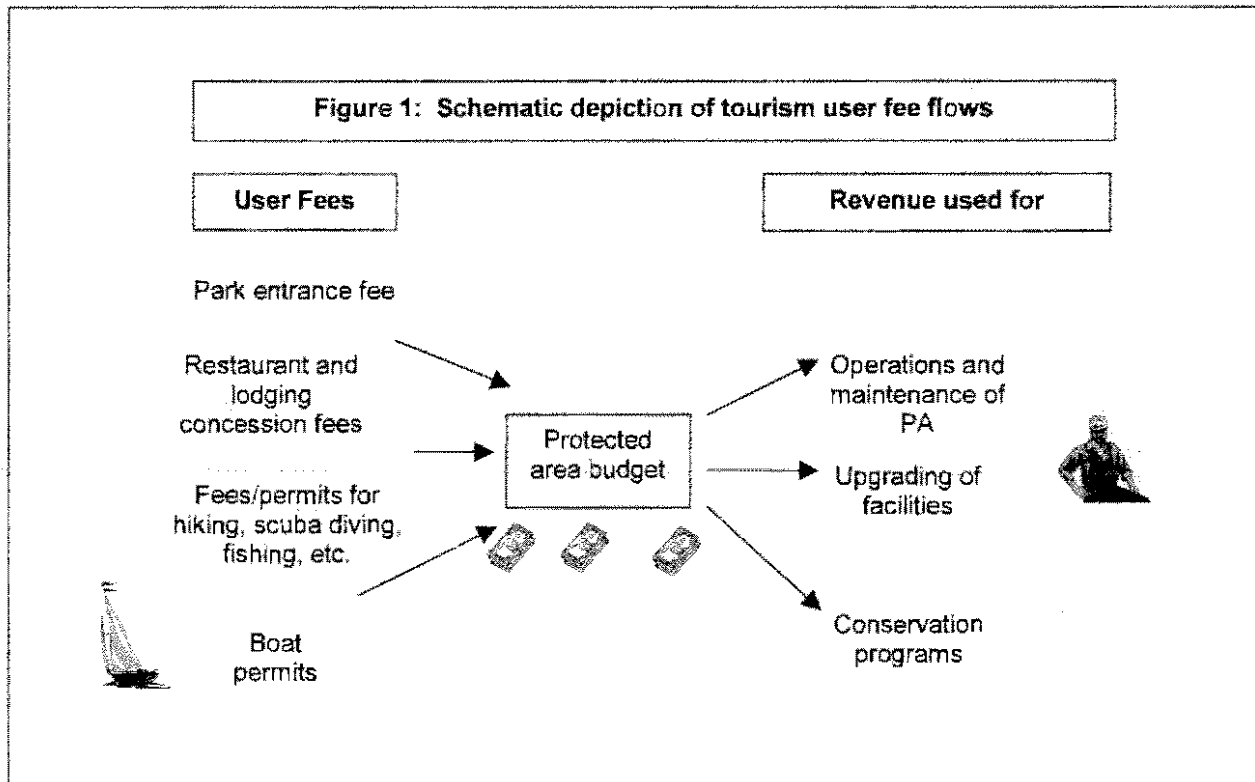 Figure 1: Schematic depiction of tourism user fee flows
User Fees
Revenue used for
Park entrance fee
Restaurant and
lodging
concession fees
Fees/permits for
hiking, scuba diving,
fishing, etc.
Boat
permits
Protected
area budget
Operations and
maintenance of
PA
Upgrading of
facilities
Conservation
programs